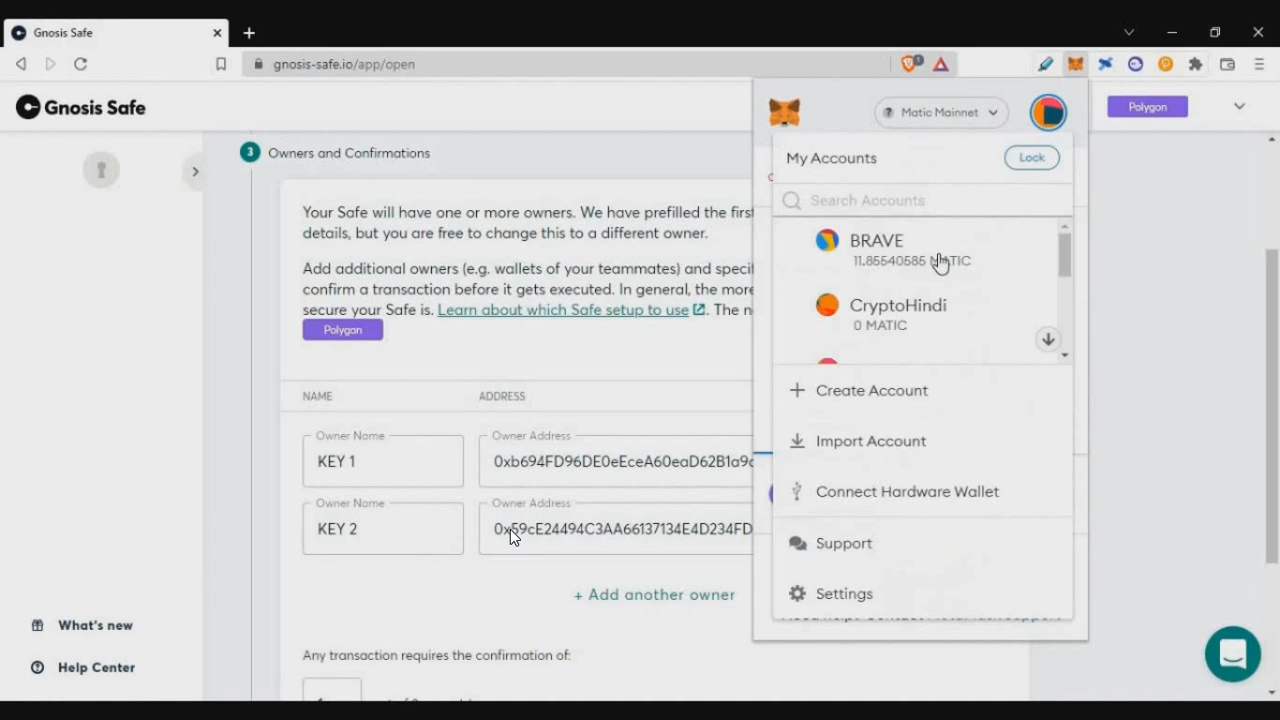 Gnosis Safe
gnosis-safe.io/app/open
1
Gnosis Safe
Polygon
3 Owners and Confirmations
Your Safe will have one or more owners. We have prefilled the first
details, but you are free to change this to a different owner.
Add additional owners (e.g. wallets of your teammates) and
confirm a transaction before it gets executed. In general, the more
secure your Safe is. Learn about which Safe setup to use. The
Polygon
NAME
ADDRESS
Owner Name
KEY 1
Owner Address
0xb694FD96DE0eEceA60eaD62B1a9
Owner Name
KEY 2
Owner Address
0x59cE24494C3AA66137134E4D234FD
+ Add another owner
Any transaction requires the confirmation of:
What's new
Help Center
? Matic Mainnet
My Accounts
Lock
Search Accounts
BRAVE
11.85540585 MATIC
CryptoHindi
0 MATIC
+ Create Account
Import Account
Connect Hardware Wallet
Support
Settings